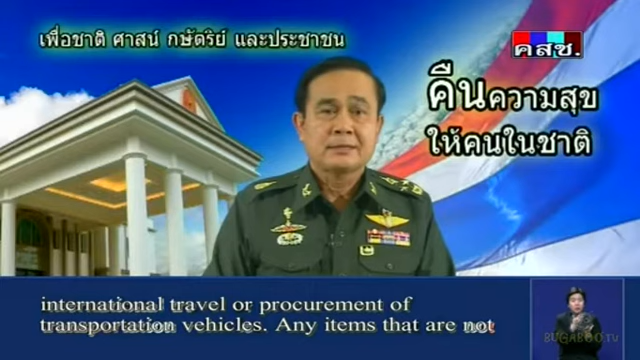 เพื่อชาติ ศาสน์ กษัตริย์ และประชาชน
คสช.
คืนความสุข
ให้คนในชาติ
international travel or procurement of
transportation vehicles. Any items that are not
BUGABOO.TV